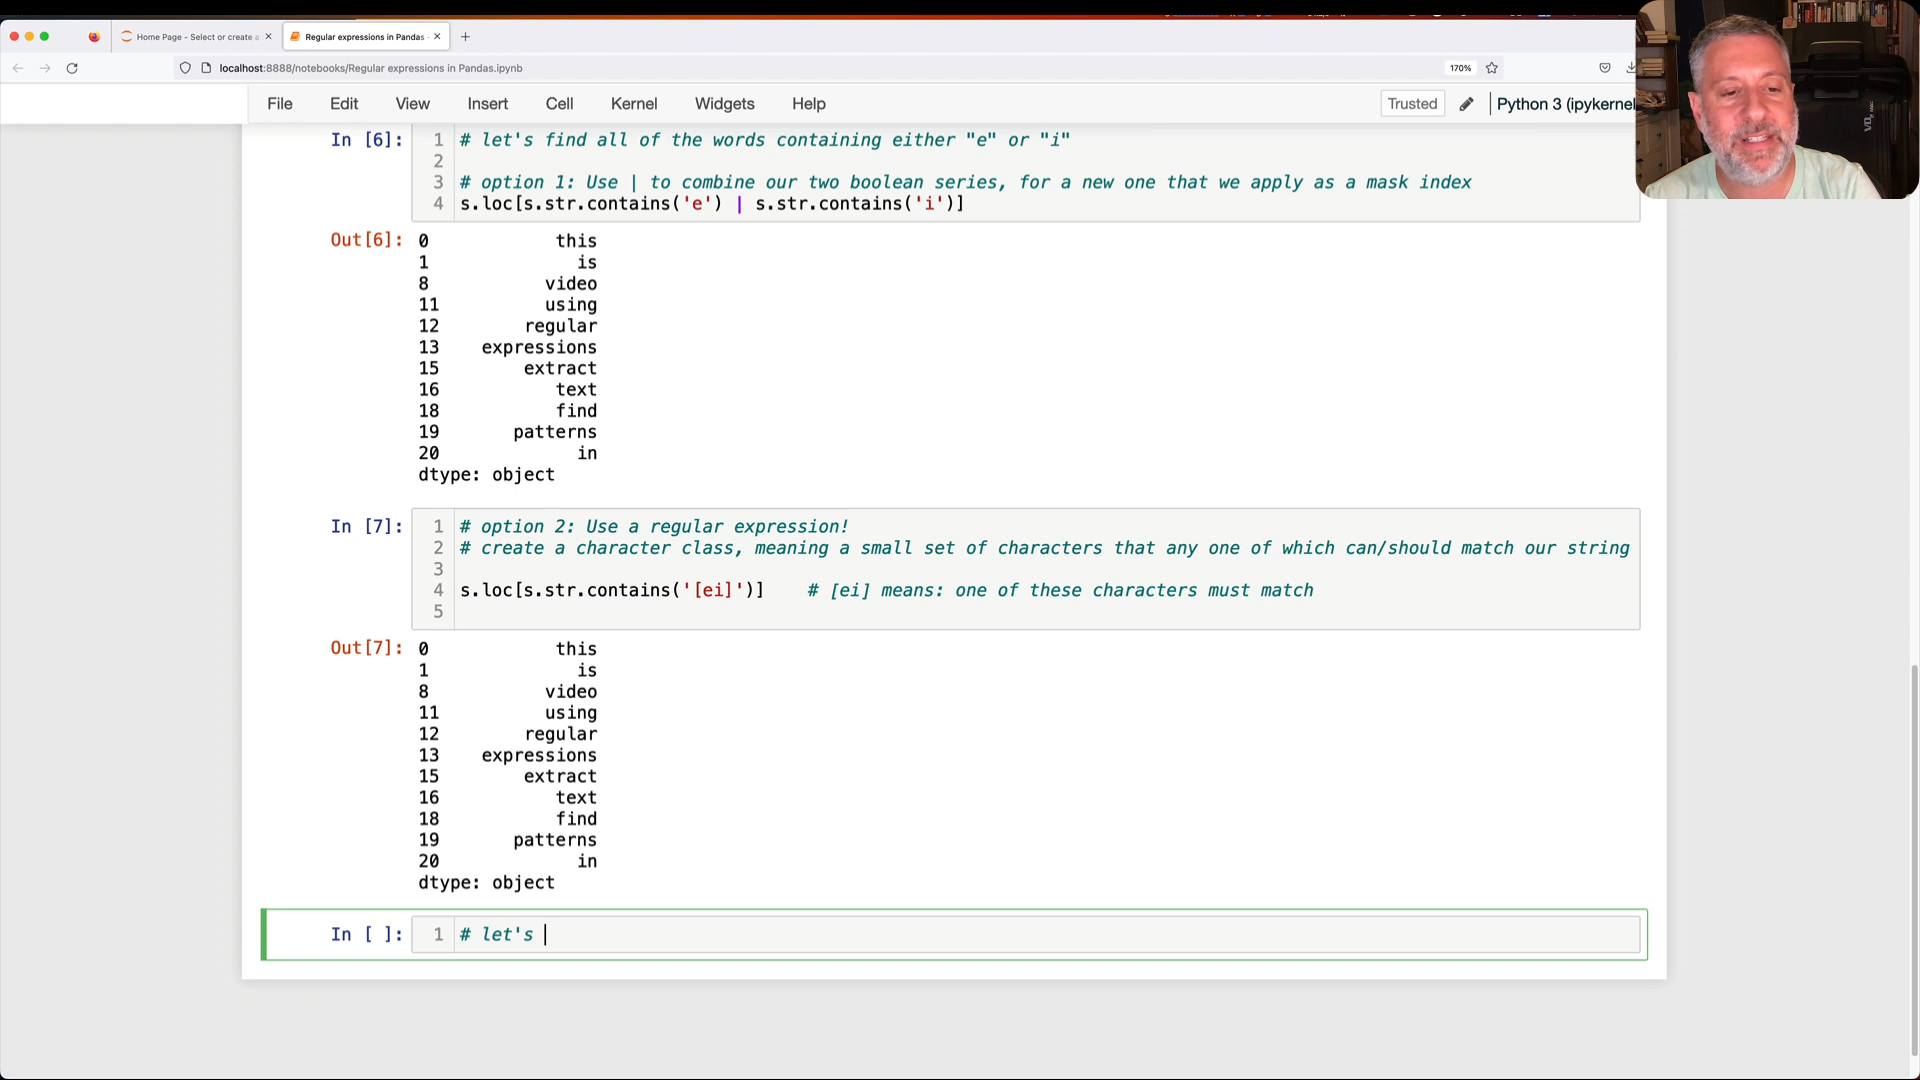 Home Page - Select or create a
Regular expressions in Pandas -
localhost:8888/notebooks/Regular expressions in Pandas.ipynb
170%
File Edit View Insert Cell Kernel Widgets Help
Trusted
Python 3 (ipykernel
In [6]:
1 # let's find all of the words containing either "e" or "i"
2
3 # option 1: Use | to combine our two boolean series, for a new one that we apply as a mask index
4 s.loc[s.str.contains('e') | s.str.contains('i')]
Out[6]:
0 this
1 is
8 video
11 using
12 regular
13 expressions
15 extract
16 text
18 find
19 patterns
20 in
dtype: object
In [7]:
1 # option 2: Use a regular expression!
2 # create a character class, meaning a small set of characters that any one of which can/should match our string
3
4 s.loc[s.str.contains('[ei]')] # [ei] means: one of these characters must match
5
Out[7]:
0 this
1 is
8 video
11 using
12 regular
13 expressions
15 extract
16 text
18 find
19 patterns
20 in
dtype: object
In [ ]:
1 # let's